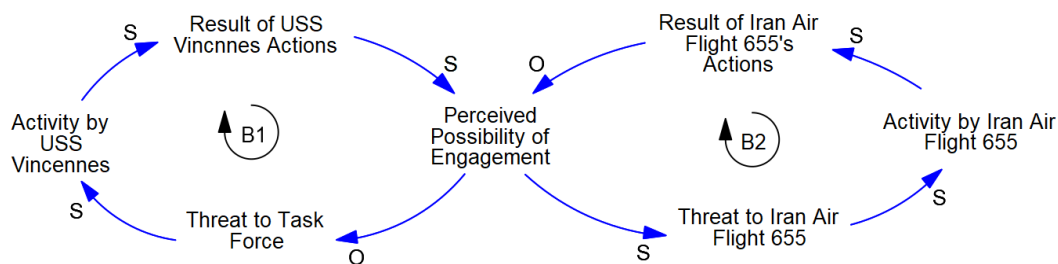 Result of USS
Vincnnes Actions
Result of Iran Air
Flight 655's
Actions
S
S
S
O
Activity by
USS
Vincennes
B1
Perceived
Possibility of
Engagement
B2
Activity by Iran Air
Flight 655
S
S
Threat to Task
Force
Threat to Iran Air
Flight 655
O
S